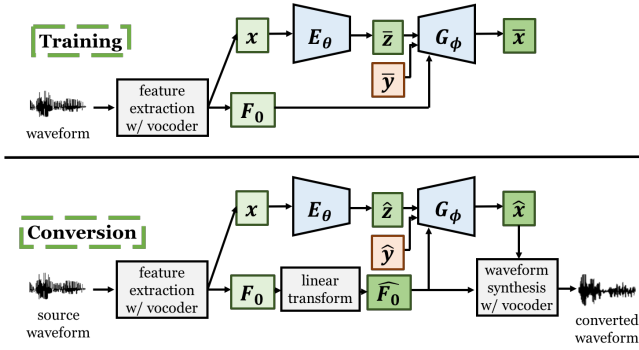 Training
x
E_θ
z̅
G_ϕ
x̅
y̅
feature
extraction
w/ vocoder
F_0
waveform
Conversion
x
E_θ
ẑ
G_ϕ
x̂
ŷ
feature
extraction
w/ vocoder
F_0
linear
transform
F̂_0
waveform
synthesis
w/ vocoder
source
waveform
converted
waveform